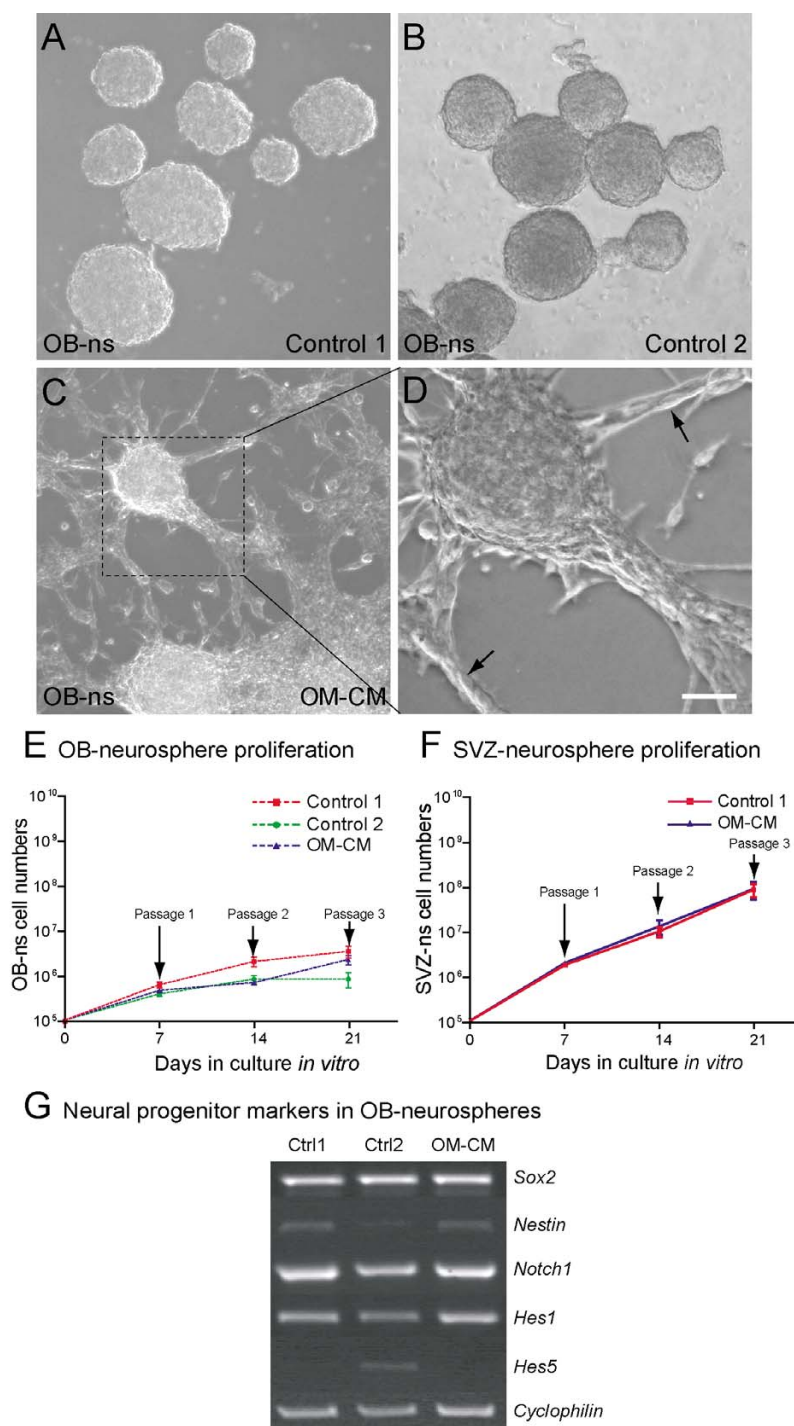 A
B
OB-ns Control 1
OB-ns Control 2
C
D
OB-ns OM-CM
E OB-neurosphere proliferation
OB-ns cell numbers
10^10
10^9
10^8
10^7
10^6
10^5
Control 1
Control 2
OM-CM
Passage 1
Passage 2
Passage 3
0 7 14 21
Days in culture in vitro
F SVZ-neurosphere proliferation
SVZ-ns cell numbers
10^10
10^9
10^8
10^7
10^6
10^5
Control 1
OM-CM
Passage 1
Passage 2
Passage 3
0 7 14 21
Days in culture in vitro
G Neural progenitor markers in OB-neurospheres
Ctrl1 Ctrl2 OM-CM
Sox2
Nestin
Notch1
Hes1
Hes5
Cyclophilin